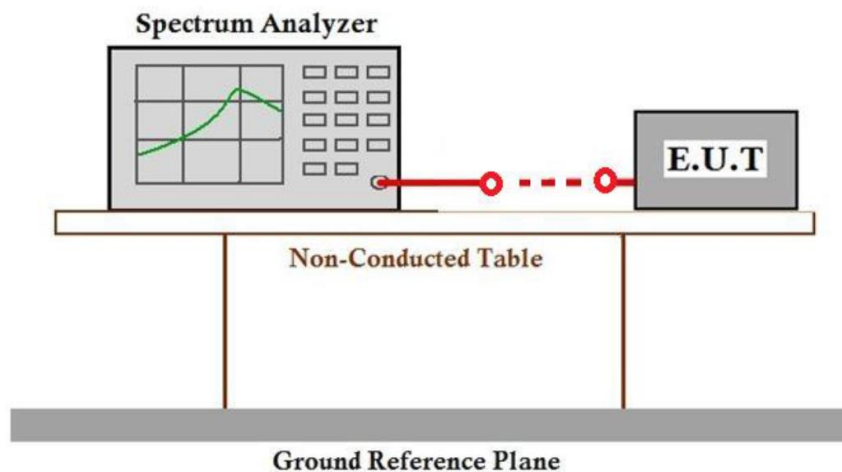 Spectrum Analyzer
E.U.T
Non-Conducted Table
Ground Reference Plane